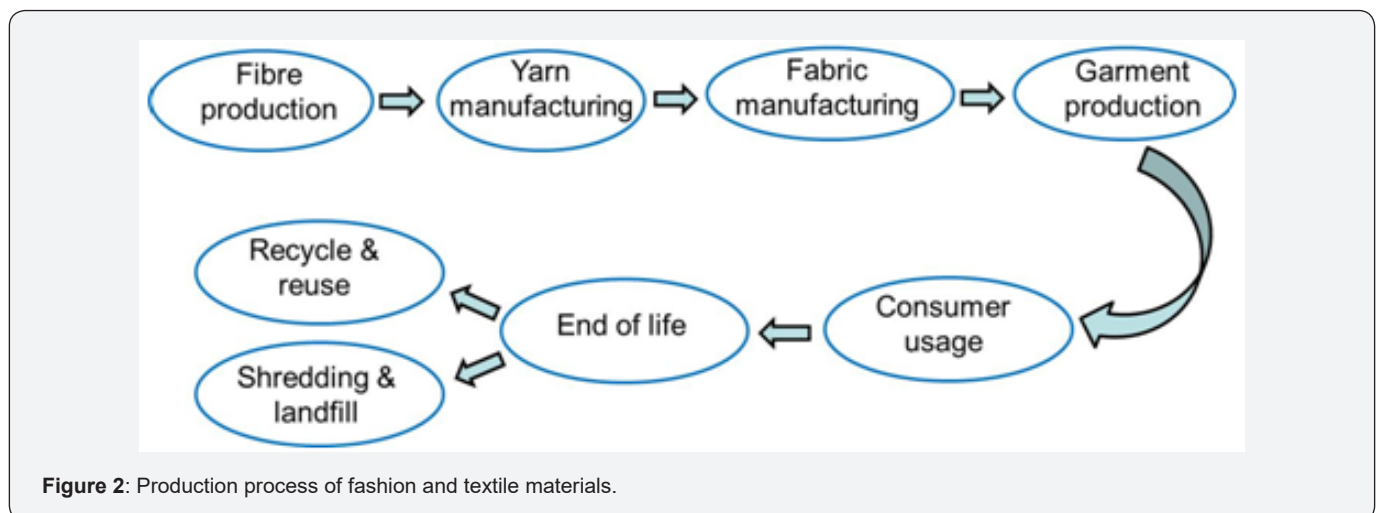 Fibre
production
Yarn
manufacturing
Fabric
manufacturing
Garment
production
Recycle &
reuse
End of life
Consumer
usage
Shredding &
landfill
Figure 2: Production process of fashion and textile materials.